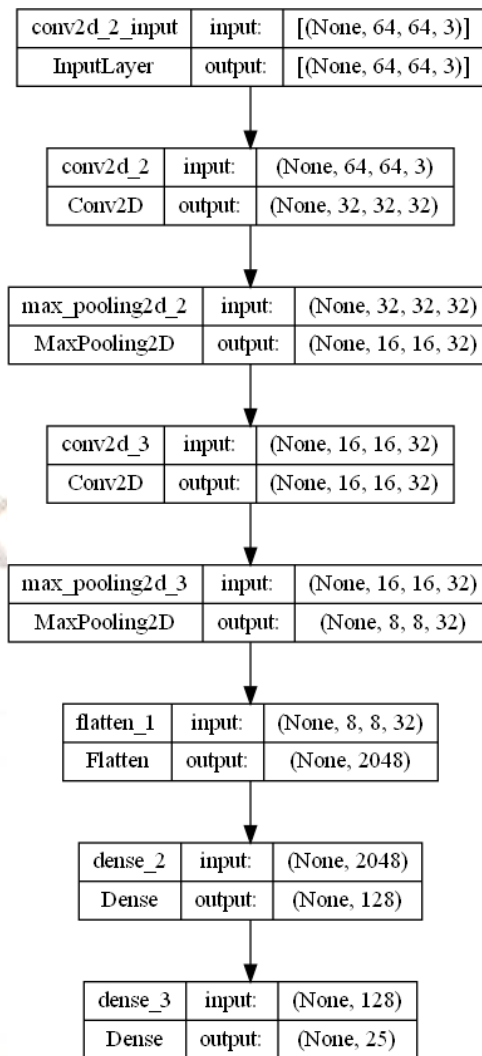 conv2d_2_input input: [(None, 64, 64, 3)]
InputLayer output: [(None, 64, 64, 3)]
conv2d_2 input: (None, 64, 64, 3)
Conv2D output: (None, 32, 32, 32)
max_pooling2d_2 input: (None, 32, 32, 32)
MaxPooling2D output: (None, 16, 16, 32)
conv2d_3 input: (None, 16, 16, 32)
Conv2D output: (None, 16, 16, 32)
max_pooling2d_3 input: (None, 16, 16, 32)
MaxPooling2D output: (None, 8, 8, 32)
flatten_1 input: (None, 8, 8, 32)
Flatten output: (None, 2048)
dense_2 input: (None, 2048)
Dense output: (None, 128)
dense_3 input: (None, 128)
Dense output: (None, 25)